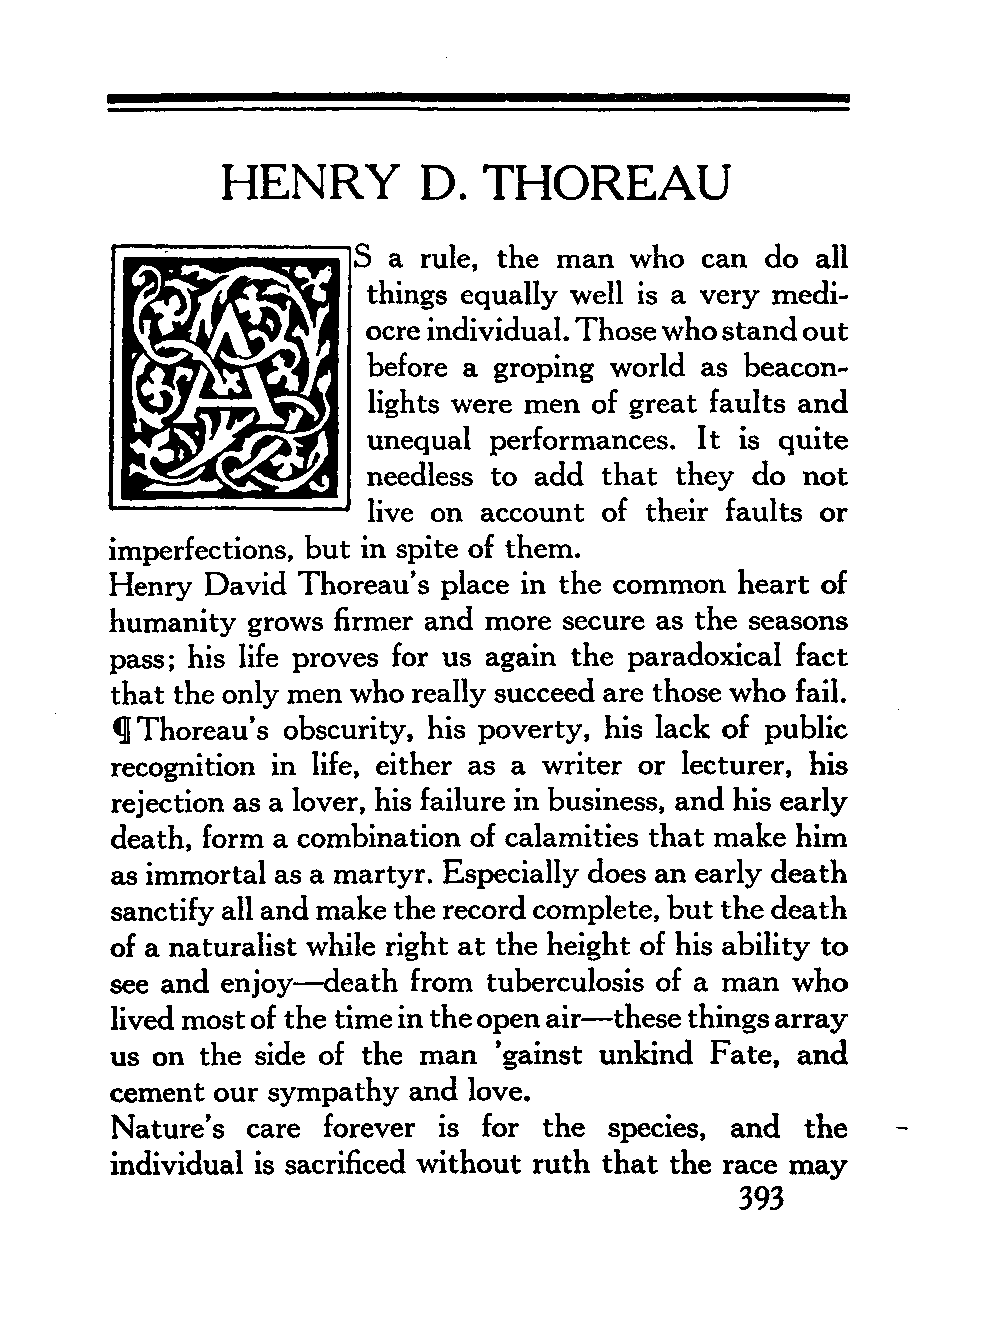 HENRY D. THOREAU
AS a rule, the man who can do all
things equally well is a very medi-
ocre individual. Those who stand out
before a groping world as beacon-
lights were men of great faults and
unequal performances. It is quite
needless to add that they do not
live on account of their faults or
imperfections, but in spite of them.
Henry David Thoreau's place in the common heart of
humanity grows firmer and more secure as the seasons
pass; his life proves for us again the paradoxical fact
that the only men who really succeed are those who fail.
¶ Thoreau's obscurity, his poverty, his lack of public
recognition in life, either as a writer or lecturer, his
rejection as a lover, his failure in business, and his early
death, form a combination of calamities that make him
as immortal as a martyr. Especially does an early death
sanctify all and make the record complete, but the death
of a naturalist while right at the height of his ability to
see and enjoy—death from tuberculosis of a man who
lived most of the time in the open air—these things array
us on the side of the man 'gainst unkind Fate, and
cement our sympathy and love.
Nature's care forever is for the species, and the
individual is sacrificed without ruth that the race may
393